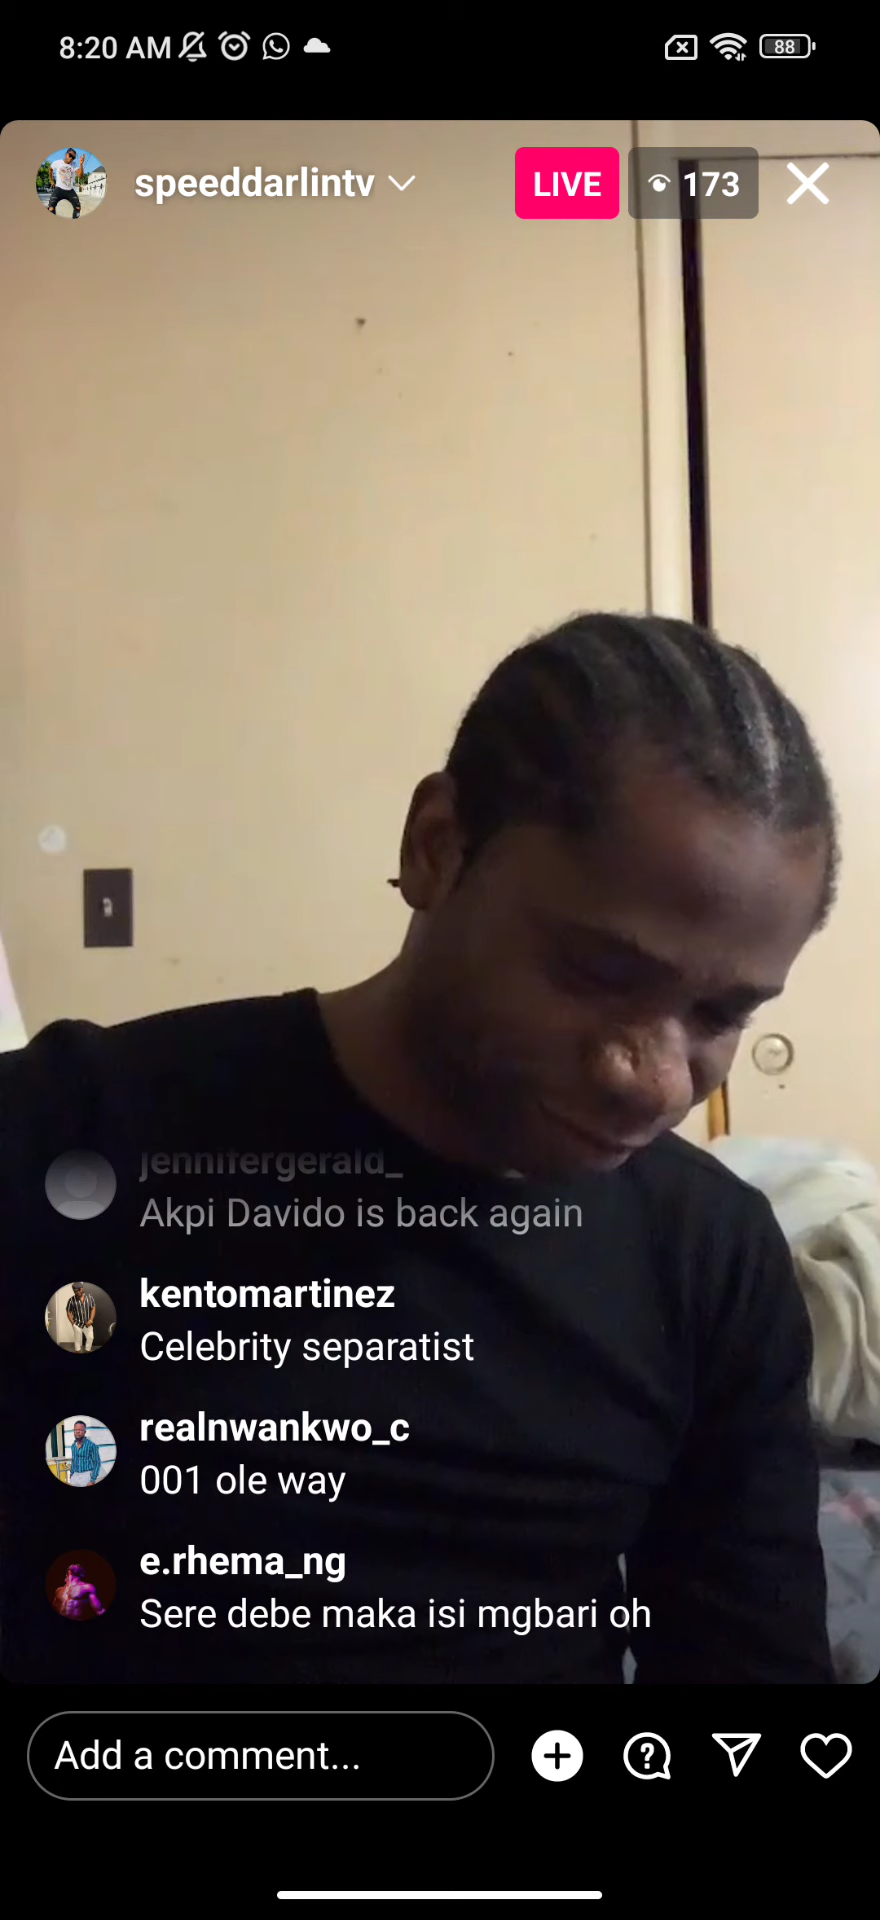 8:20 AM
88
speeddarlintv
LIVE
173
jennifergerald_
Akpi Davido is back again
kentomartinez
Celebrity separatist
realnwankwo_c
001 ole way
e.rhema_ng
Sere debe maka isi mgbari oh
Add a comment...